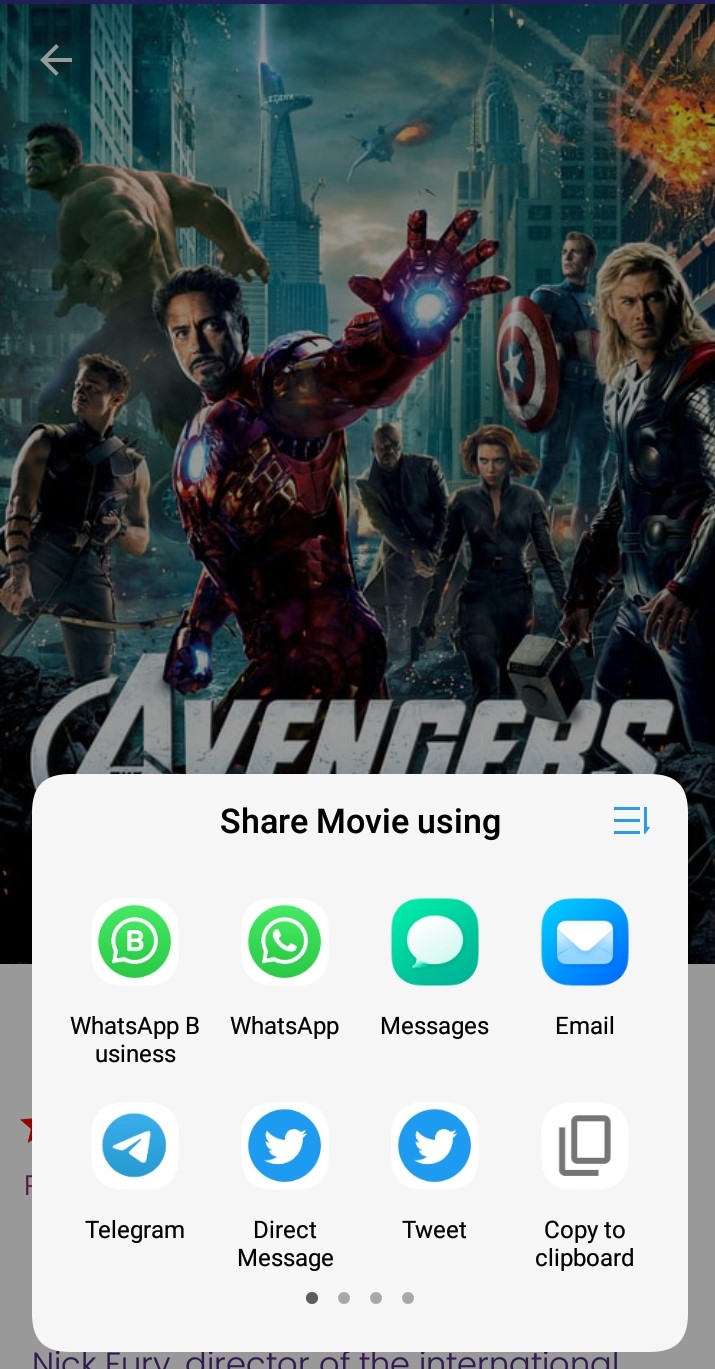 STARK
AVENGERS
Share Movie using
WhatsApp B
usiness
WhatsApp
Messages
Email
Telegram
Direct
Message
Tweet
Copy to
clipboard
Nick Fury, director of the international